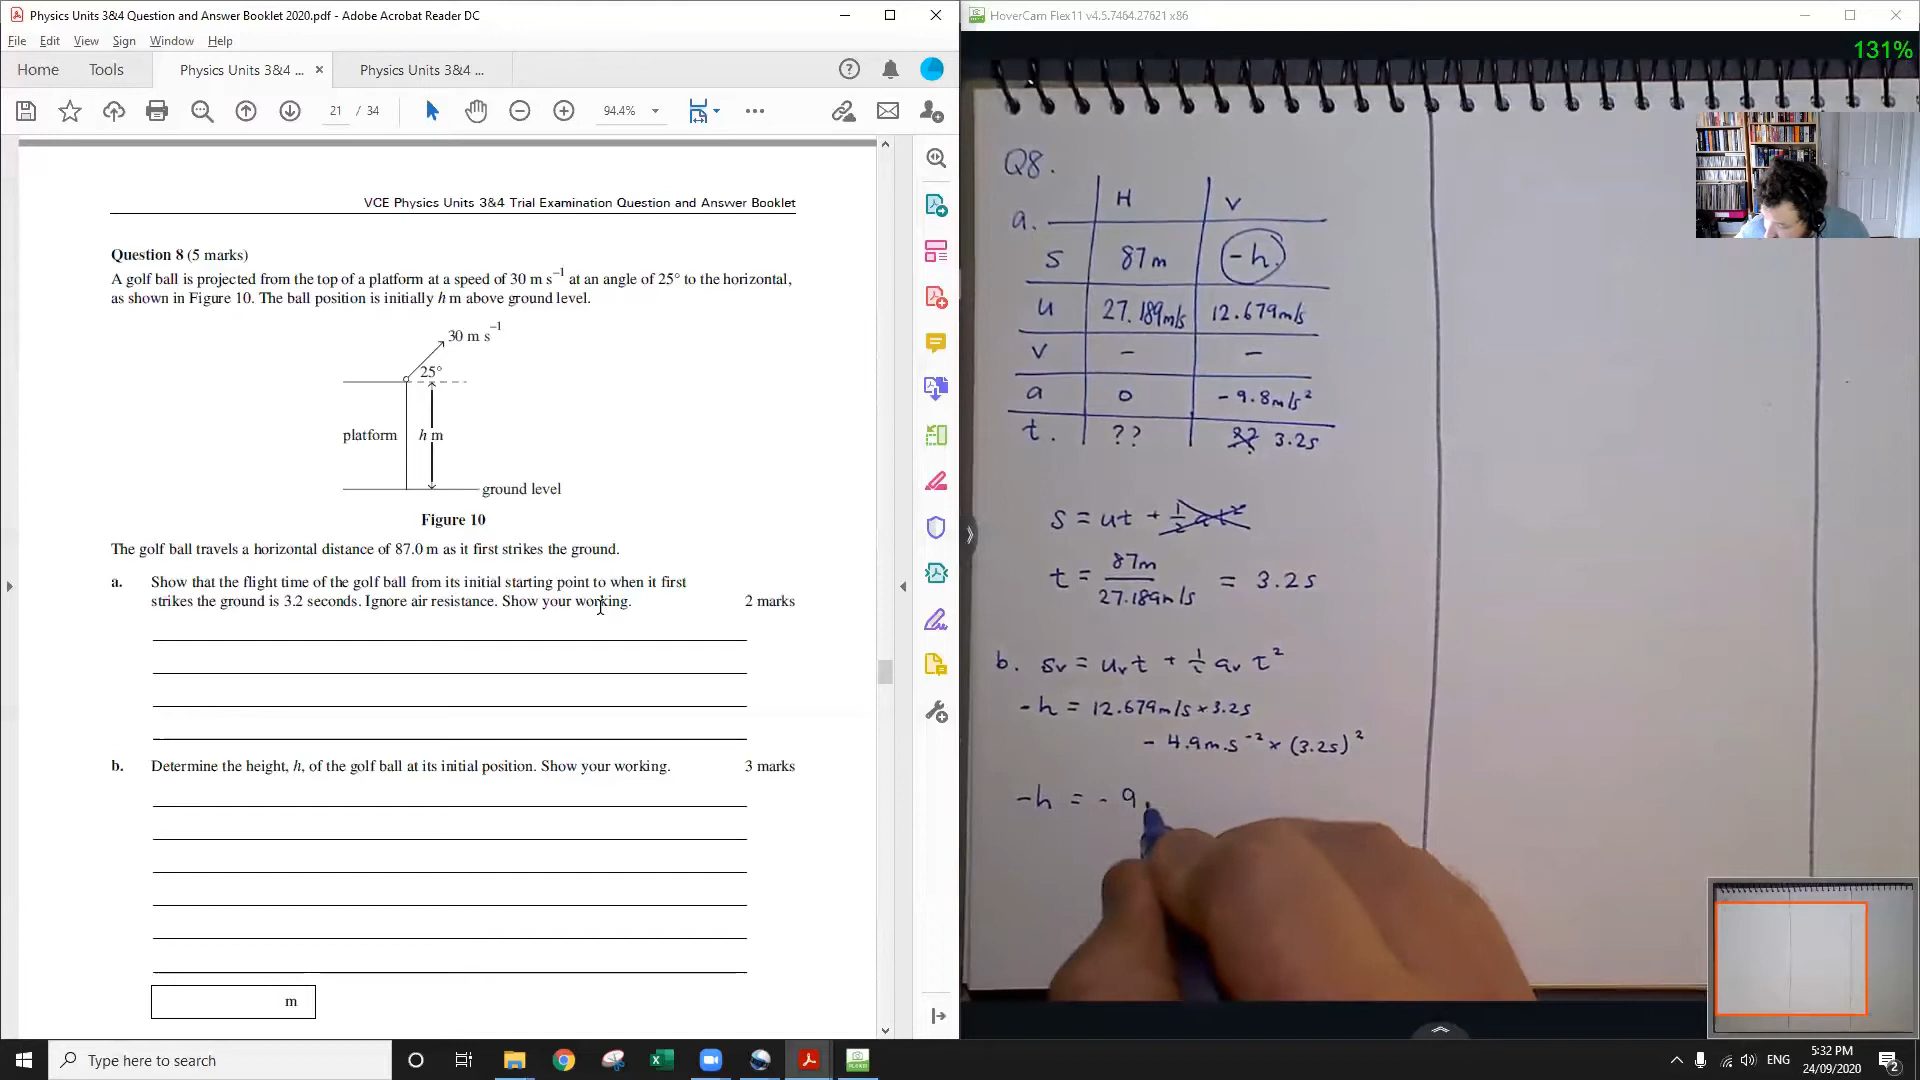 Physics Units 3&4 Question and Answer Booklet 2020.pdf - Adobe Acrobat Reader DC
File Edit View Sign Window Help
Home Tools Physics Units 3&4 ... × Physics Units 3&4 ...
21 / 34 94.4%
VCE Physics Units 3&4 Trial Examination Question and Answer Booklet
Question 8 (5 marks)
A golf ball is projected from the top of a platform at a speed of 30 m s⁻¹ at an angle of 25° to the horizontal,
as shown in Figure 10. The ball position is initially h m above ground level.
30 m s⁻¹
25°
platform h m
ground level
Figure 10
The golf ball travels a horizontal distance of 87.0 m as it first strikes the ground.
a. Show that the flight time of the golf ball from its initial starting point to when it first
strikes the ground is 3.2 seconds. Ignore air resistance. Show your working. 2 marks
b. Determine the height, h, of the golf ball at its initial position. Show your working. 3 marks
m
HoverCam Flex11 v4.5.7464.27621 x86
131%
Q8.
a. H V
s 87m -h
u 27.189m/s 12.679m/s
v - -
a 0 -9.8m/s²
t. ?? ?? 3.2s
s = ut + ½at²
t = 87m / 27.189m/s = 3.2s
b. sv = uvt + ½ av t²
-h = 12.679m/s × 3.2s
- 4.9m.s⁻² × (3.2s)²
-h = - 9.
Type here to search
ENG
5:32 PM
24/09/2020
2